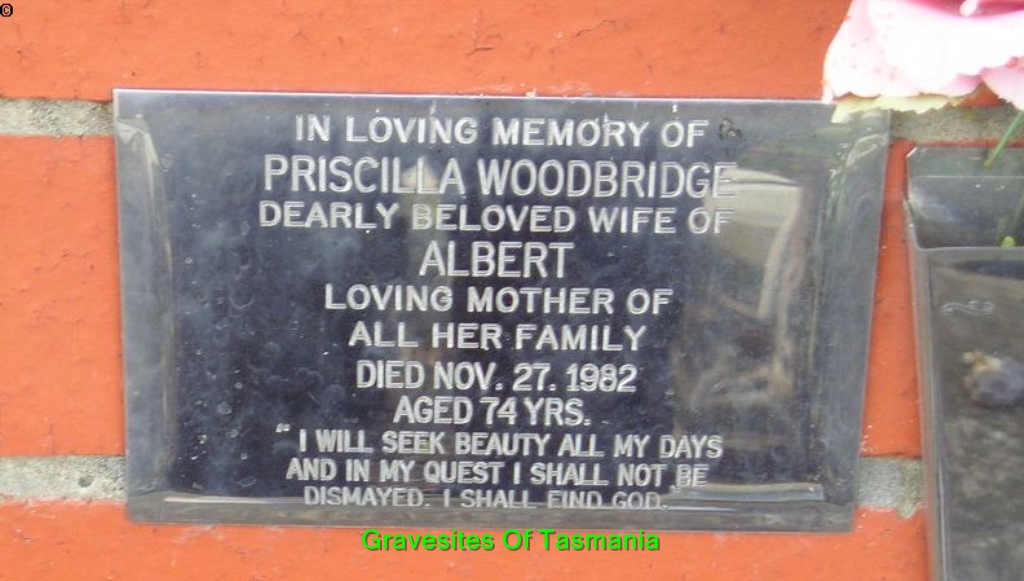 ©
IN LOVING MEMORY OF
PRISCILLA WOODBRIDGE
DEARLY BELOVED WIFE OF
ALBERT
LOVING MOTHER OF
ALL HER FAMILY
DIED NOV. 27. 1982
AGED 74 YRS.
" I WILL SEEK BEAUTY ALL MY DAYS
AND IN MY QUEST I SHALL NOT BE
DISMAYED. I SHALL FIND GOD.
Gravesites Of Tasmania